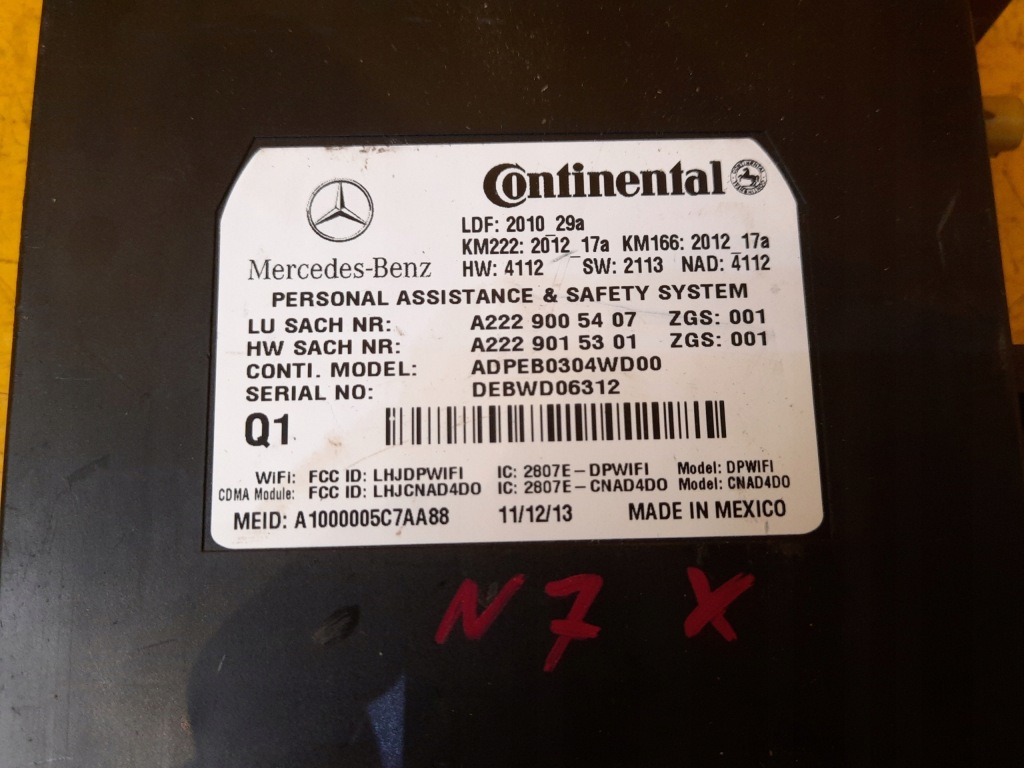 Continental
Mercedes-Benz
LDF: 2010_29a
KM222: 2012_17a KM166: 2012_17a
HW: 4112 SW: 2113 NAD: 4112
PERSONAL ASSISTANCE & SAFETY SYSTEM
LU SACH NR: A222 900 54 07 ZGS: 001
HW SACH NR: A222 901 53 01 ZGS: 001
CONTI. MODEL: ADPEB0304WD00
SERIAL NO: DEBWD06312
Q1
WiFi: FCC ID: LHJDPWIFI IC: 2807E-DPWIFI Model: DPWIFI
CDMA Module: FCC ID: LHJCNAD4DO IC: 2807E-CNAD4DO Model: CNAD4DO
MEID: A1000005C7AA88 11/12/13 MADE IN MEXICO
N 7 X